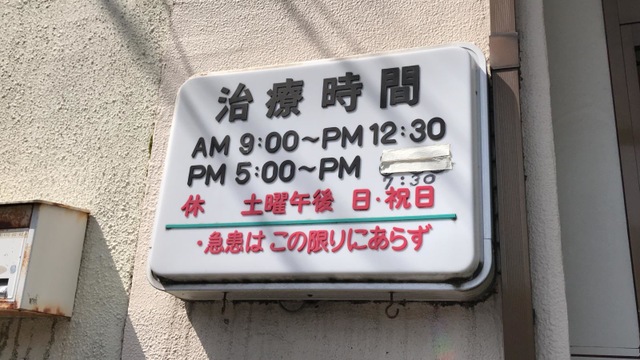 治療時間
AM 9:00～PM 12:30
PM 5:00～PM 7:30
休 土曜午後 日・祝日
・急患は この限りにあらず